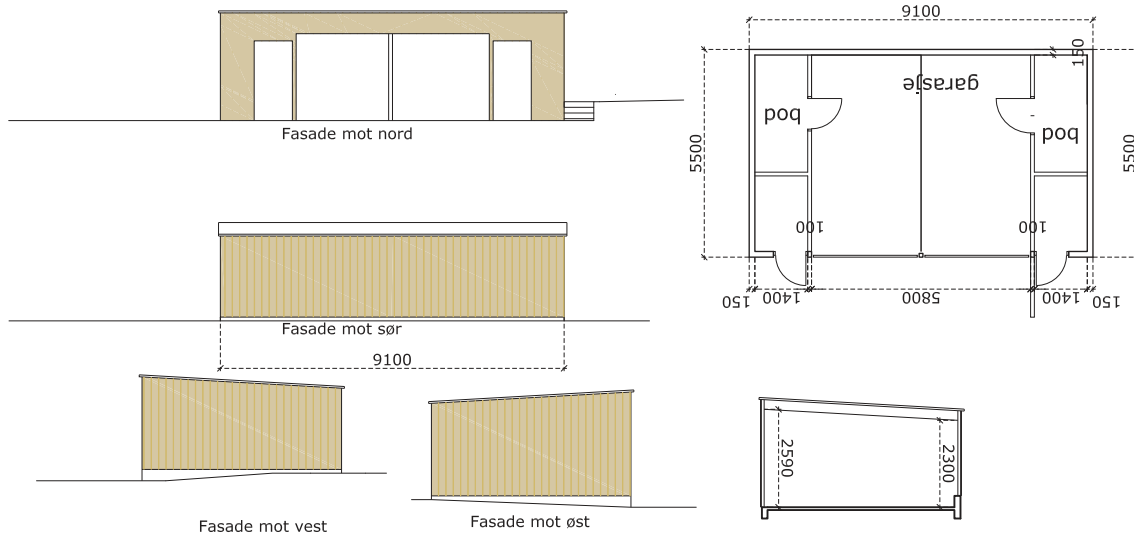 9100
150
garasje
bod
bod
5500
5500
100
100
150
1400
5800
1400
150
Fasade mot nord
Fasade mot sør
9100
Fasade mot vest
Fasade mot øst
2590
2300